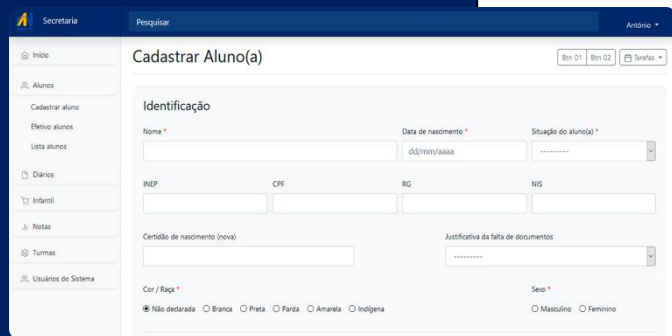 Secretaria
Pesquisar
António
Início
Alunos
Cadastrar aluno
Efetivo alunos
Lista alunos
Diários
Infantil
Notas
Turmas
Usuários do Sistema
Cadastrar Aluno(a)
Btn 01 Btn 02 Tarefas
Identificação
Nome * Data de nascimento * Situação do aluno(a) *
dd/mm/aaaa ---------
INEP CPF RG NIS
Certidão de nascimento (nova) Justificativa da falta de documentos
---------
Cor / Raça * Sexo *
Não declarada Branca Preta Parda Amarela Indígena Masculino Feminino